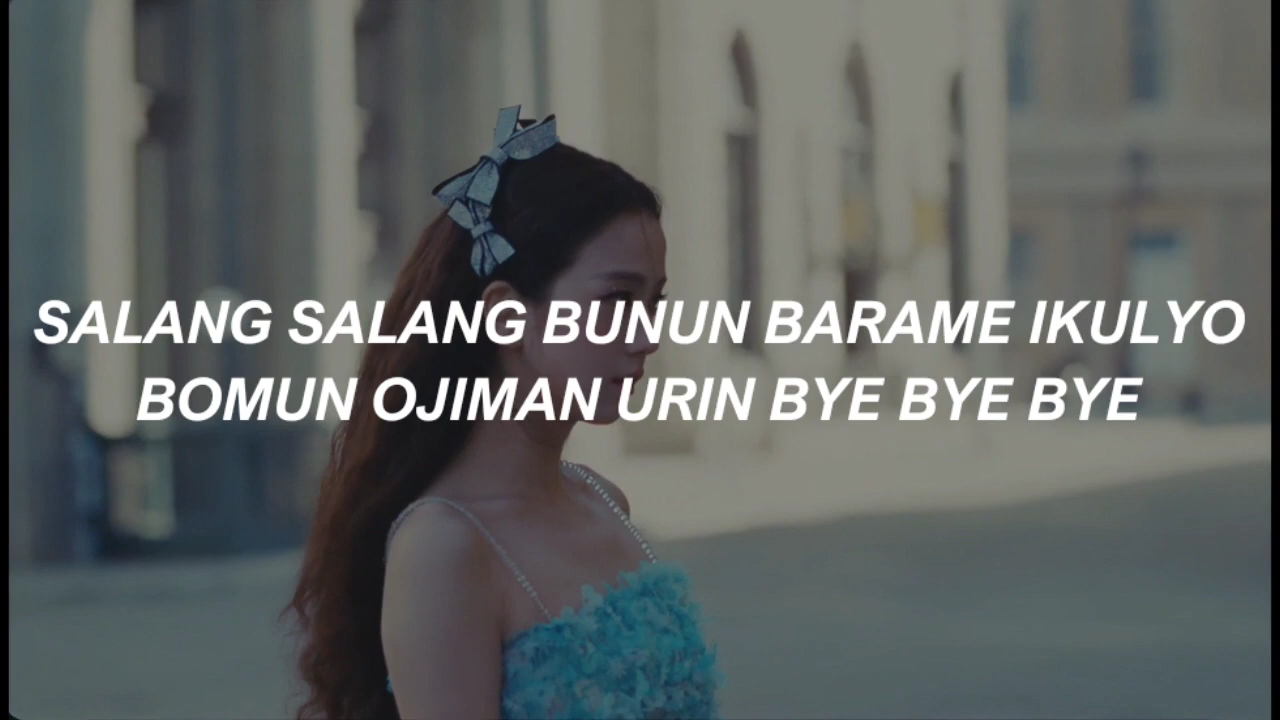 SALANG SALANG BUNUN BARAME IKULYO
BOMUN OJIMAN URIN BYE BYE BYE